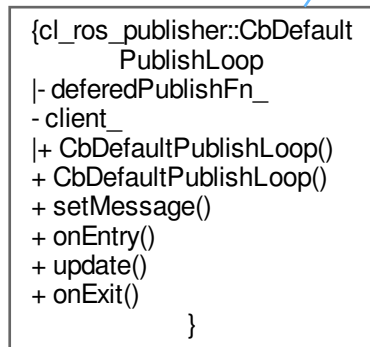 {cl_ros_publisher::CbDefault
PublishLoop
|- deferedPublishFn_
- client_
|+ CbDefaultPublishLoop()
+ CbDefaultPublishLoop()
+ setMessage()
+ onEntry()
+ update()
+ onExit()
}